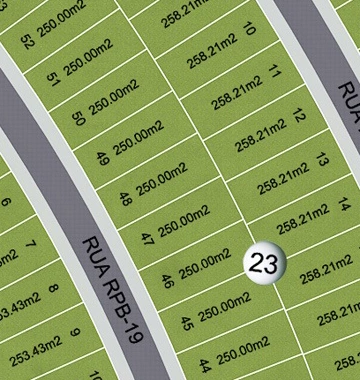 52 250.00m2
51 250.00m2
50 250.00m2
49 250.00m2
48 250.00m2
47 250.00m2
46 250.00m2
45 250.00m2
44 250.00m2
258.21m2 10
258.21m2 11
258.21m2 12
258.21m2 13
258.21m2 14
258.21m2
23
RUA RPB-19
RUA
6
7
8
9
253.43m2
10